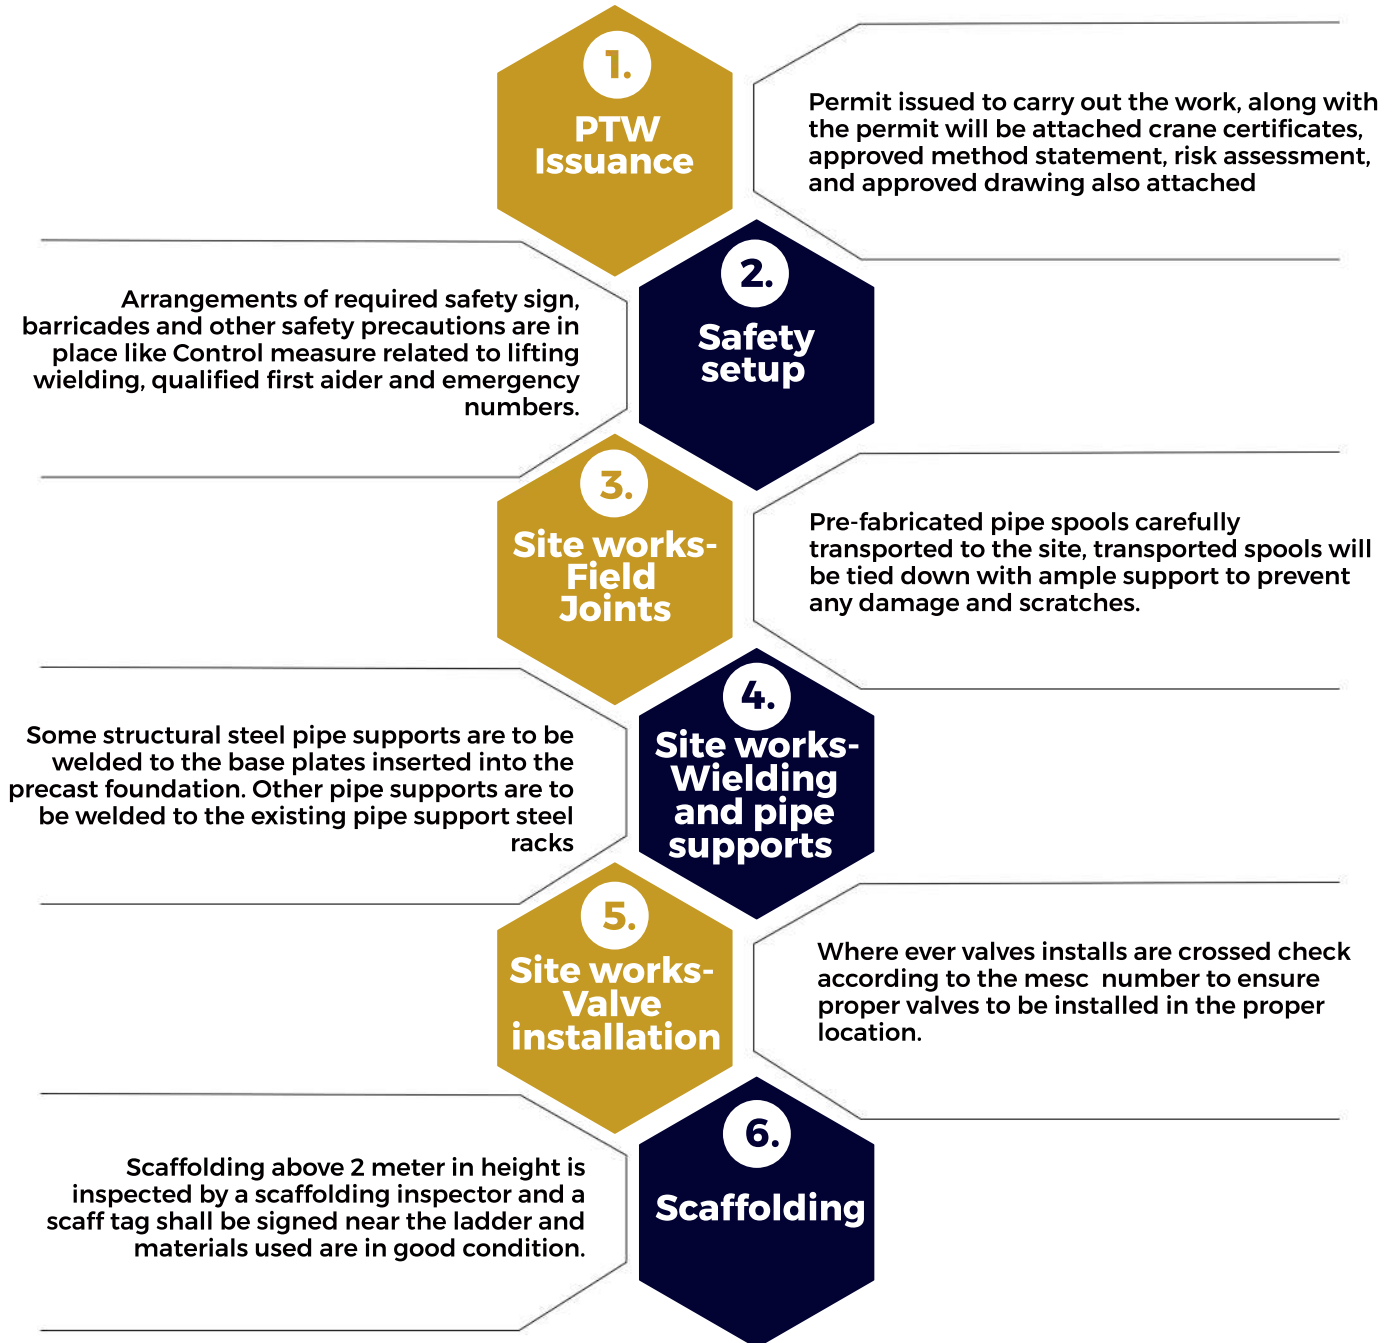 1.
PTW
Issuance
Permit issued to carry out the work, along with
the permit will be attached crane certificates,
approved method statement, risk assessment,
and approved drawing also attached
2.
Safety
setup
Arrangements of required safety sign,
barricades and other safety precautions are in
place like Control measure related to lifting
wielding, qualified first aider and emergency
numbers.
3.
Site works-
Field
Joints
Pre-fabricated pipe spools carefully
transported to the site, transported spools will
be tied down with ample support to prevent
any damage and scratches.
4.
Site works-
Wielding
and pipe
supports
Some structural steel pipe supports are to be
welded to the base plates inserted into the
precast foundation. Other pipe supports are to
be welded to the existing pipe support steel
racks
5.
Site works-
Valve
installation
Where ever valves installs are crossed check
according to the mesc  number to ensure
proper valves to be installed in the proper
location.
6.
Scaffolding
Scaffolding above 2 meter in height is
inspected by a scaffolding inspector and a
scaff tag shall be signed near the ladder and
materials used are in good condition.